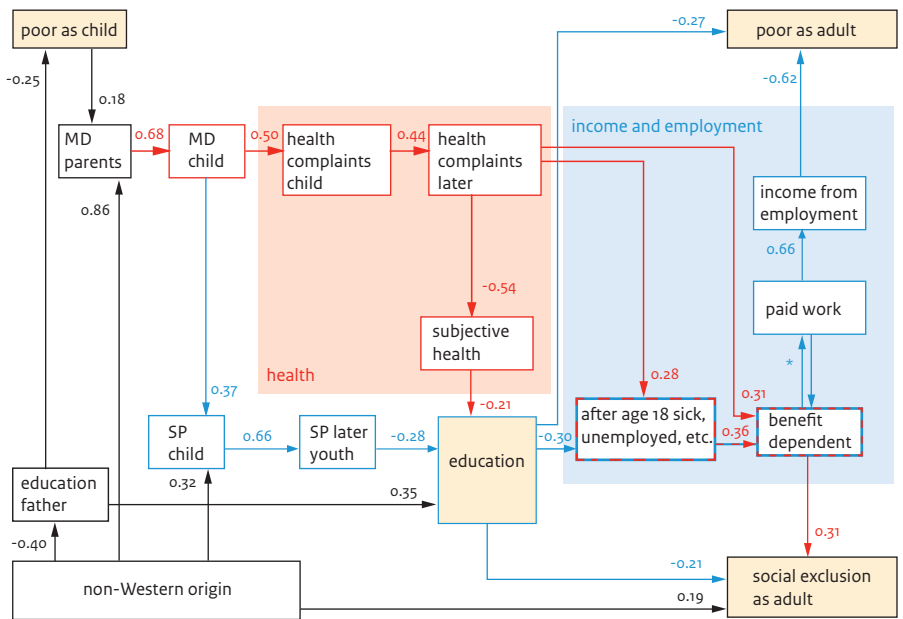 poor as child
-0.27
poor as adult
-0.25
0.18
-0.62
MD
parents
0.68
MD
child
0.50
health
complaints
child
0.44
health
complaints
later
income and employment
0.86
income from
employment
0.66
-0.54
paid work
subjective
health
health
*
0.37
0.28
0.31
-0.21
SP
child
0.66
SP later
youth
-0.28
education
-0.30
after age 18 sick,
unemployed, etc.
0.36
benefit
dependent
education
father
0.32
0.35
-0.40
0.31
-0.21
non-Western origin
0.19
social exclusion
as adult